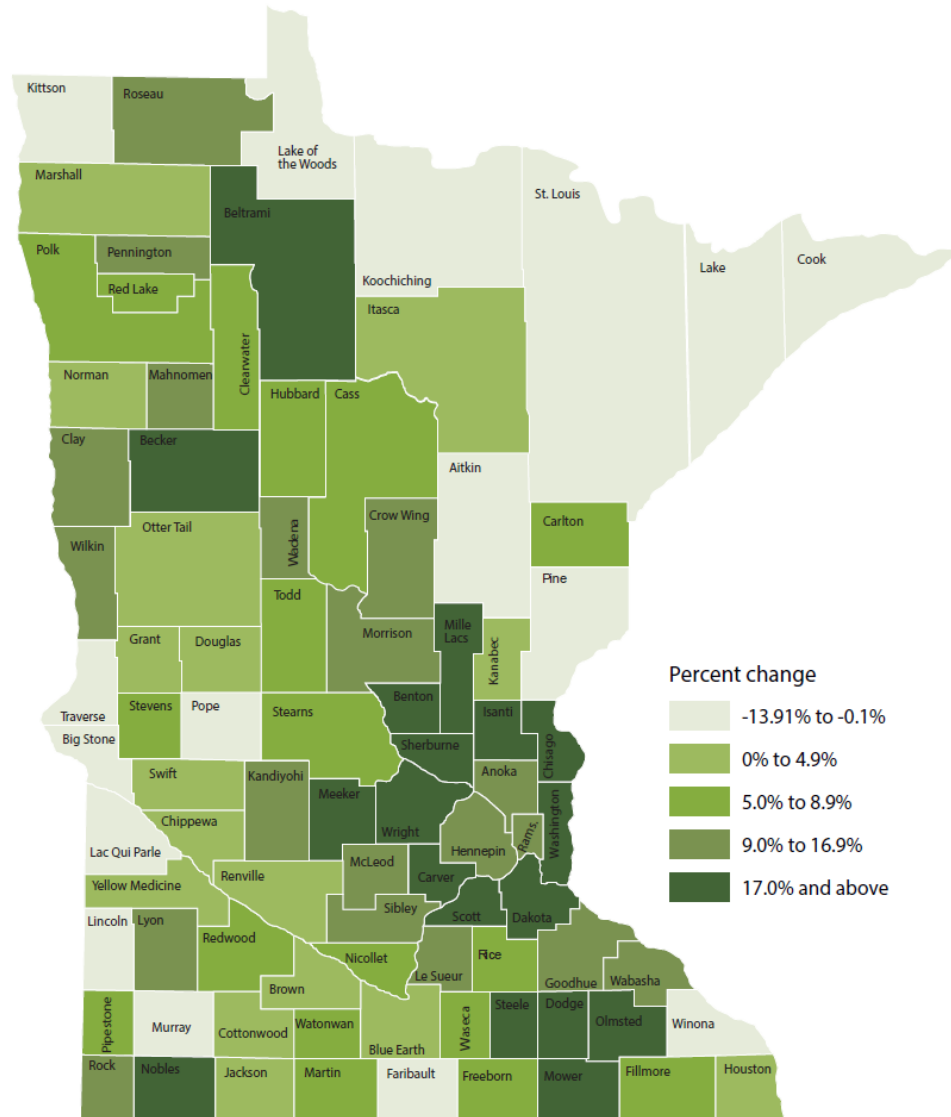 Kittson
Roseau
Lake of
the Woods
Marshall
Beltrami
St. Louis
Polk
Pennington
Koochiching
Lake
Cook
Red Lake
Itasca
Clearwater
Norman
Mahnomen
Hubbard
Cass
Clay
Becker
Aitkin
Otter Tail
Wadena
Crow Wing
Carlton
Wilkin
Pine
Todd
Grant
Douglas
Morrison
Mille
Lacs
Kanabec
Percent change
-13.91% to -0.1%
0% to 4.9%
5.0% to 8.9%
9.0% to 16.9%
17.0% and above
Traverse
Stevens
Pope
Stearns
Benton
Isanti
Chisago
Big Stone
Sherburne
Swift
Kandiyohi
Meeker
Anoka
Washington
Chippewa
Wright
Lac Qui Parle
McLeod
Hennepin
Rams.
Yellow Medicine
Renville
Carver
Lincoln
Lyon
Redwood
Sibley
Scott
Dakota
Nicollet
Le Sueur
Rice
Goodhue
Wabasha
Brown
Pipestone
Murray
Cottonwood
Watonwan
Blue Earth
Waseca
Steele
Dodge
Olmsted
Winona
Rock
Nobles
Jackson
Martin
Faribault
Freeborn
Mower
Fillmore
Houston